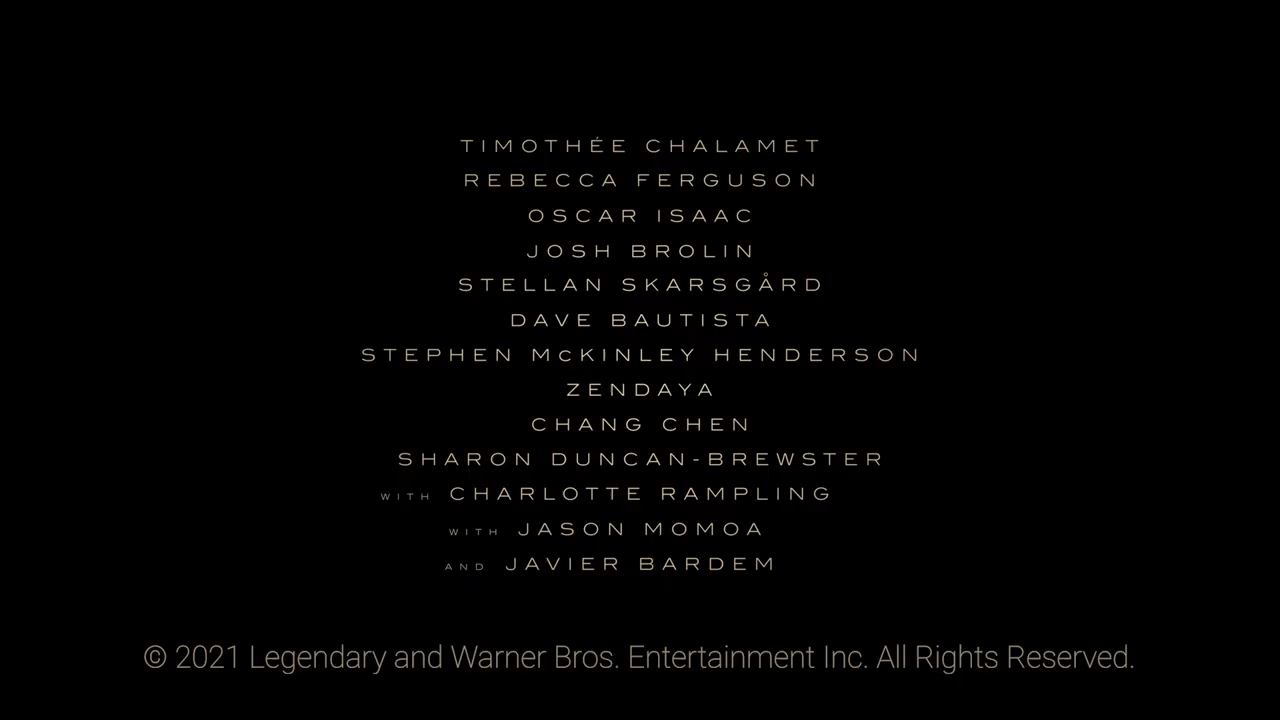 TIMOTHÉE CHALAMET
REBECCA FERGUSON
OSCAR ISAAC
JOSH BROLIN
STELLAN SKARSGÅRD
DAVE BAUTISTA
STEPHEN McKINLEY HENDERSON
ZENDAYA
CHANG CHEN
SHARON DUNCAN-BREWSTER
WITH CHARLOTTE RAMPLING
WITH JASON MOMOA
AND JAVIER BARDEM
© 2021 Legendary and Warner Bros. Entertainment Inc. All Rights Reserved.